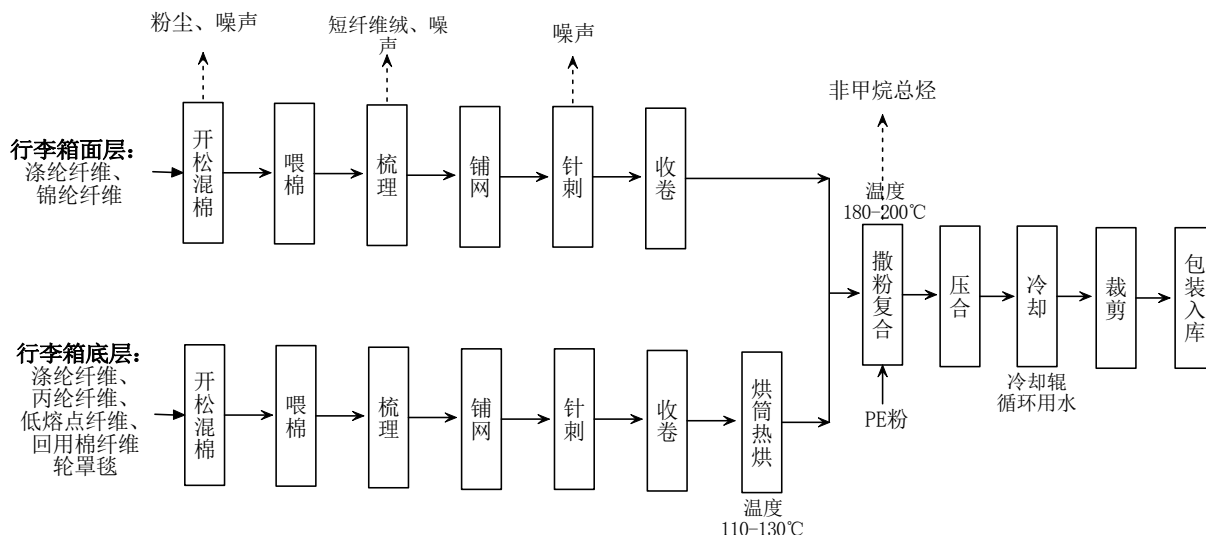 粉尘、噪声
短纤维绒、噪
声
噪声
非甲烷总烃
行李箱面层：
涤纶纤维、
锦纶纤维
开松混棉
喂棉
梳理
铺网
针刺
收卷
温度
180-200℃
撒粉复合
压合
冷却
裁剪
包装入库
PE粉
冷却辊
循环用水
行李箱底层：
涤纶纤维、
丙纶纤维、
低熔点纤维、
回用棉纤维
轮罩毯
开松混棉
喂棉
梳理
铺网
针刺
收卷
烘筒热烘
温度
110-130℃